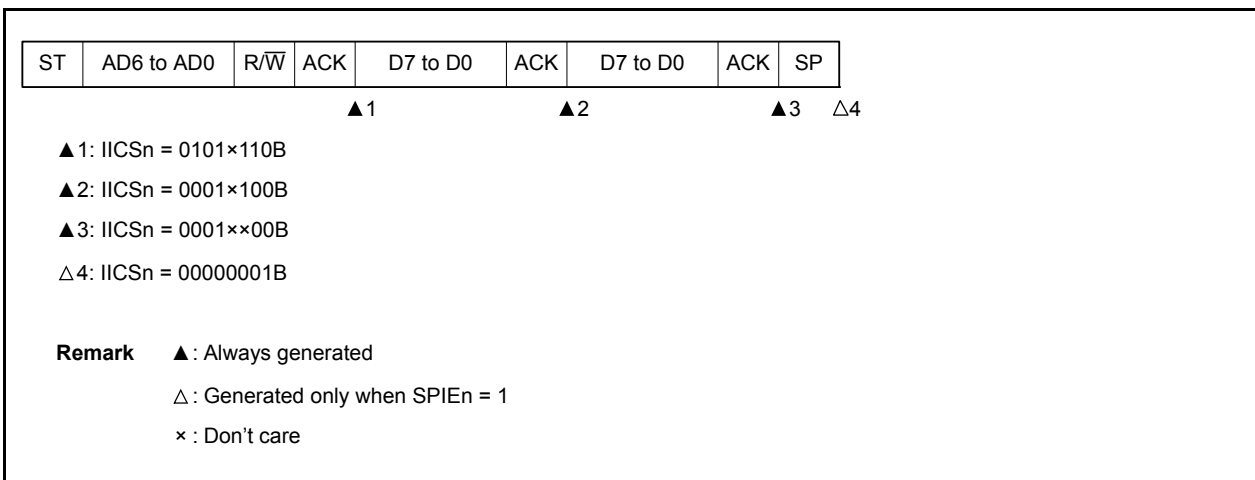 ST AD6 to AD0 R/W̅ ACK D7 to D0 ACK D7 to D0 ACK SP
▲1 ▲2 ▲3 △4
▲1: IICSn = 0101×110B
▲2: IICSn = 0001×100B
▲3: IICSn = 0001××00B
△4: IICSn = 00000001B
Remark ▲: Always generated
△: Generated only when SPIEn = 1
×: Don't care